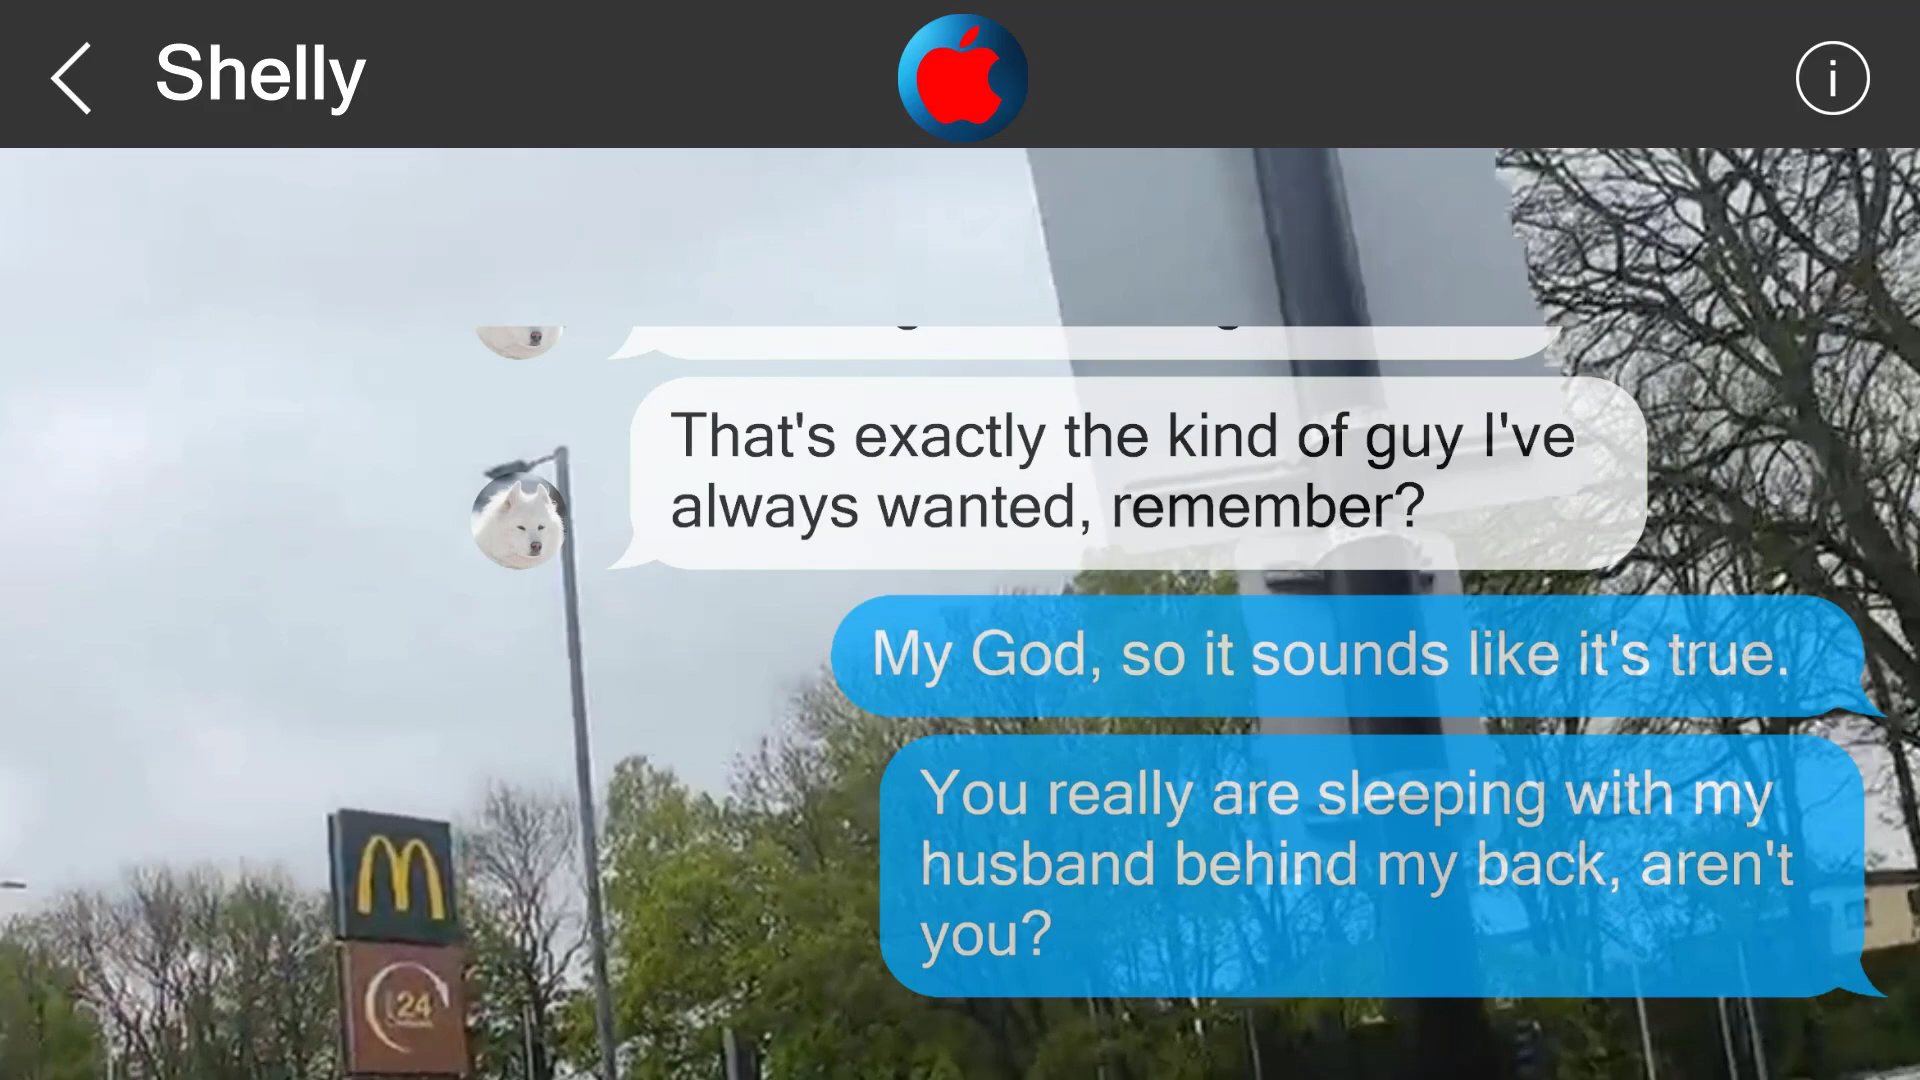 Shelly
i
That's exactly the kind of guy I've
always wanted, remember?
My God, so it sounds like it's true.
You really are sleeping with my
husband behind my back, aren't
you?
M
24